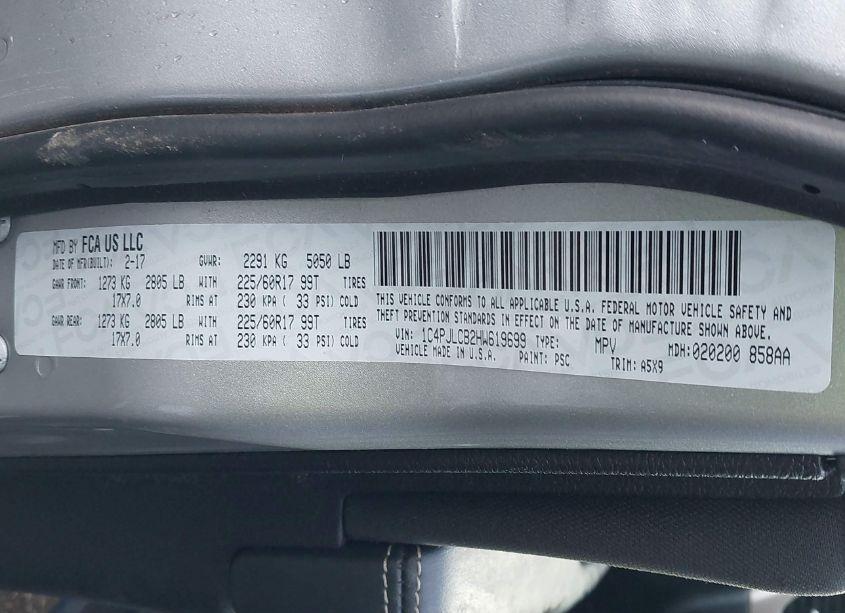 MFD BY FCA US LLC
DATE OF MFR(BUILT): 2-17 GVWR: 2291 KG 5050 LB
GAWR FRONT: 1273 KG 2805 LB WITH 225/60R17 99T TIRES
17X7.0 RIMS AT 230 KPA ( 33 PSI) COLD
GAWR REAR: 1273 KG 2805 LB WITH 225/60R17 99T TIRES
17X7.0 RIMS AT 230 KPA ( 33 PSI) COLD
THIS VEHICLE CONFORMS TO ALL APPLICABLE U.S.A. FEDERAL MOTOR VEHICLE SAFETY AND
THEFT PREVENTION STANDARDS IN EFFECT ON THE DATE OF MANUFACTURE SHOWN ABOVE.
VIN: 1C4PJLCB2HW619699 TYPE: MPV MDH:020200 858AA
VEHICLE MADE IN U.S.A. PAINT: PSC TRIM: A5X9